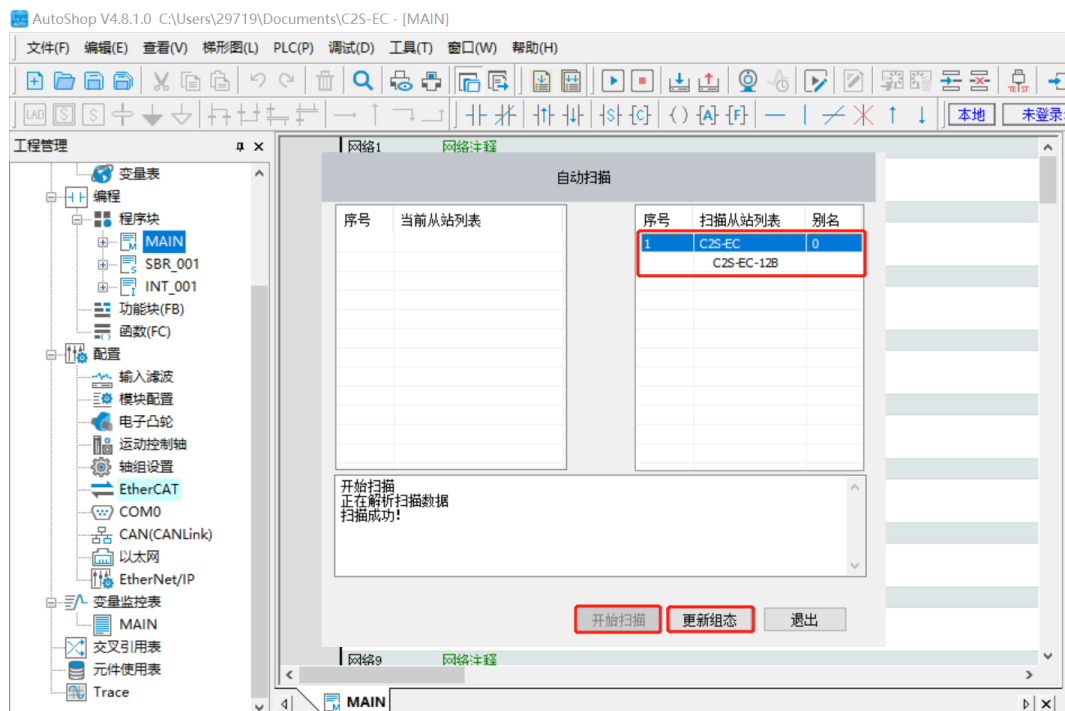 AutoShop V4.8.1.0 C:\Users\29719\Documents\C2S-EC - [MAIN]
文件(F) 编辑(E) 查看(V) 梯形图(L) PLC(P) 调试(D) 工具(T) 窗口(W) 帮助(H)
LAD S S S C A F 本地 未登录
工程管理
变量表
编程
程序块
MAIN
SBR_001
INT_001
功能块(FB)
函数(FC)
配置
输入滤波
模块配置
电子凸轮
运动控制轴
轴组设置
EtherCAT
COM0
CAN(CANLink)
以太网
EtherNet/IP
变量监控表
MAIN
交叉引用表
元件使用表
Trace
网络1 网络注释
自动扫描
序号 当前从站列表
序号 扫描从站列表 别名
1 C2S-EC 0
C2S-EC-12B
开始扫描
正在解析扫描数据
扫描成功!
开始扫描 更新组态 退出
网络9 网络注释
MAIN